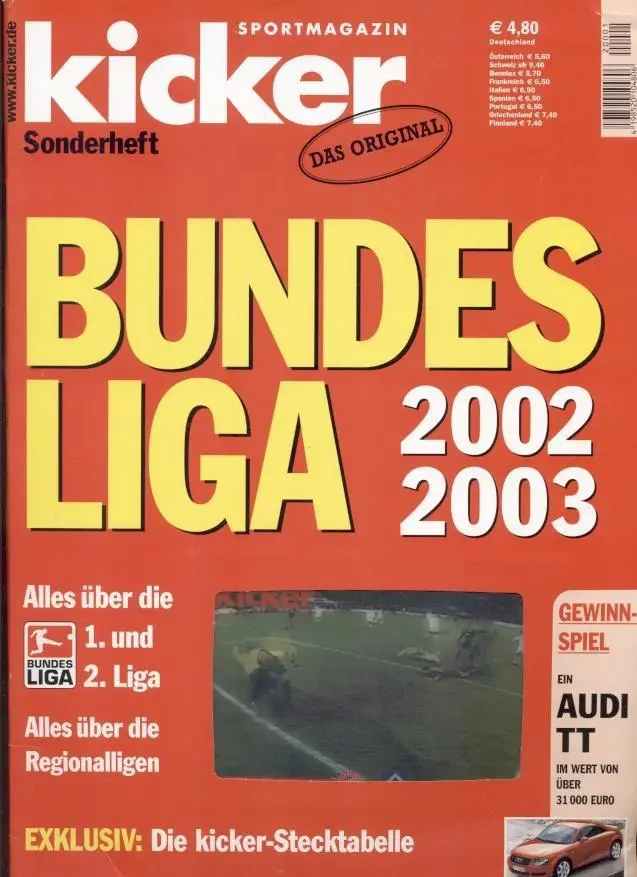 www.kicker.de
SPORTMAGAZIN
kicker
Sonderheft
DAS ORIGINAL
€ 4,80
Deutschland
Österreich € 5,60
Schweiz sfr 9,40
Benelux € 5,70
Frankreich € 6,50
Italien € 6,50
Spanien € 6,50
Portugal € 6,50
Griechenland € 7,40
Finnland € 7,40
20001
BUNDES
LIGA
2002
2003
Alles über die
1. und
2. Liga
BUNDES
LIGA
Alles über die
Regionalligen
kicker
GEWINN-
SPIEL
EIN
AUDI
TT
IM WERT VON
ÜBER
31 000 EURO
EXKLUSIV: Die kicker-Stecktabelle